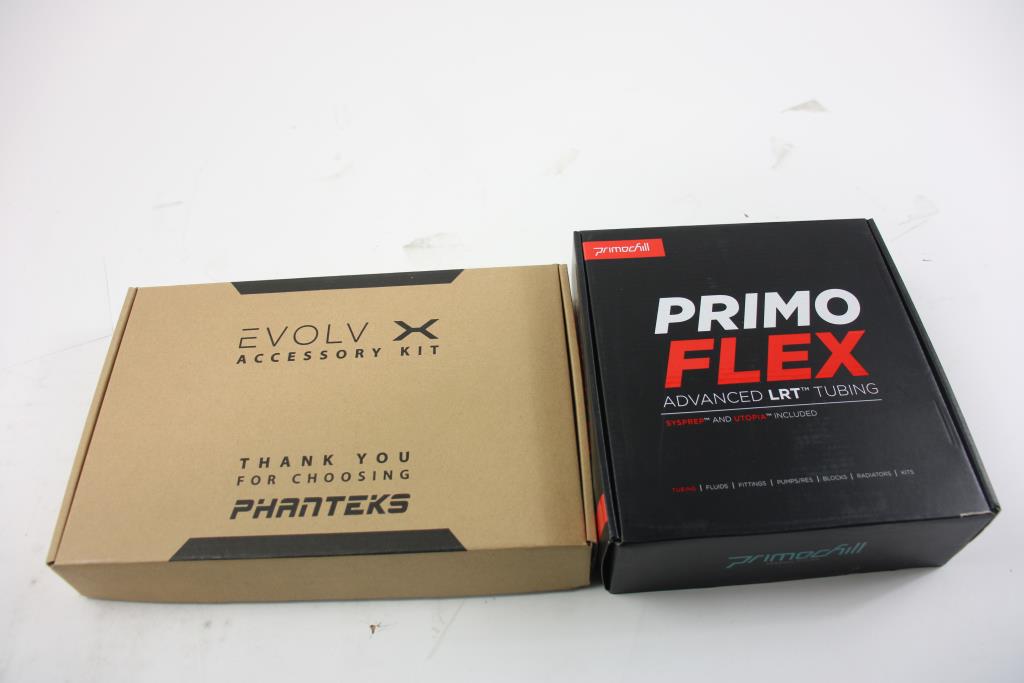 EVOLV X
ACCESSORY KIT
THANK YOU
FOR CHOOSING
PHANTEKS
primochill
PRIMO
FLEX
ADVANCED LRT™ TUBING
SYSPREP™ AND UTOPIA™ INCLUDED
TUBING | FLUIDS | FITTINGS | PUMPS/RES | BLOCKS | RADIATORS | KITS
primochill